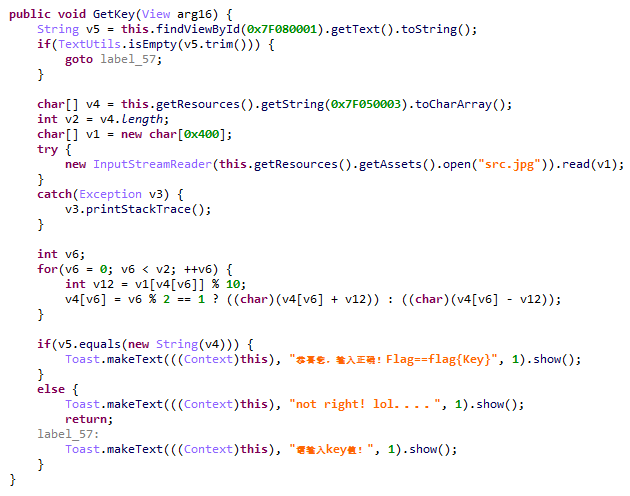 public void GetKey(View arg16) {
    String v5 = this.findViewById(0x7F080001).getText().toString();
    if(TextUtils.isEmpty(v5.trim())) {
        goto label_57;
    }

    char[] v4 = this.getResources().getString(0x7F050003).toCharArray();
    int v2 = v4.length;
    char[] v1 = new char[0x400];
    try {
        new InputStreamReader(this.getResources().getAssets().open("src.jpg")).read(v1);
    }
    catch(Exception v3) {
        v3.printStackTrace();
    }

    int v6;
    for(v6 = 0; v6 < v2; ++v6) {
        int v12 = v1[v4[v6]] % 10;
        v4[v6] = v6 % 2 == 1 ? ((char)(v4[v6] + v12)) : ((char)(v4[v6] - v12));
    }

    if(v5.equals(new String(v4))) {
        Toast.makeText(((Context)this), "恭喜您，输入正确！Flag==flag{Key}", 1).show();
    }
    else {
        Toast.makeText(((Context)this), "not right! lol....", 1).show();
        return;
    label_57:
        Toast.makeText(((Context)this), "请输入key值！", 1).show();
    }
}